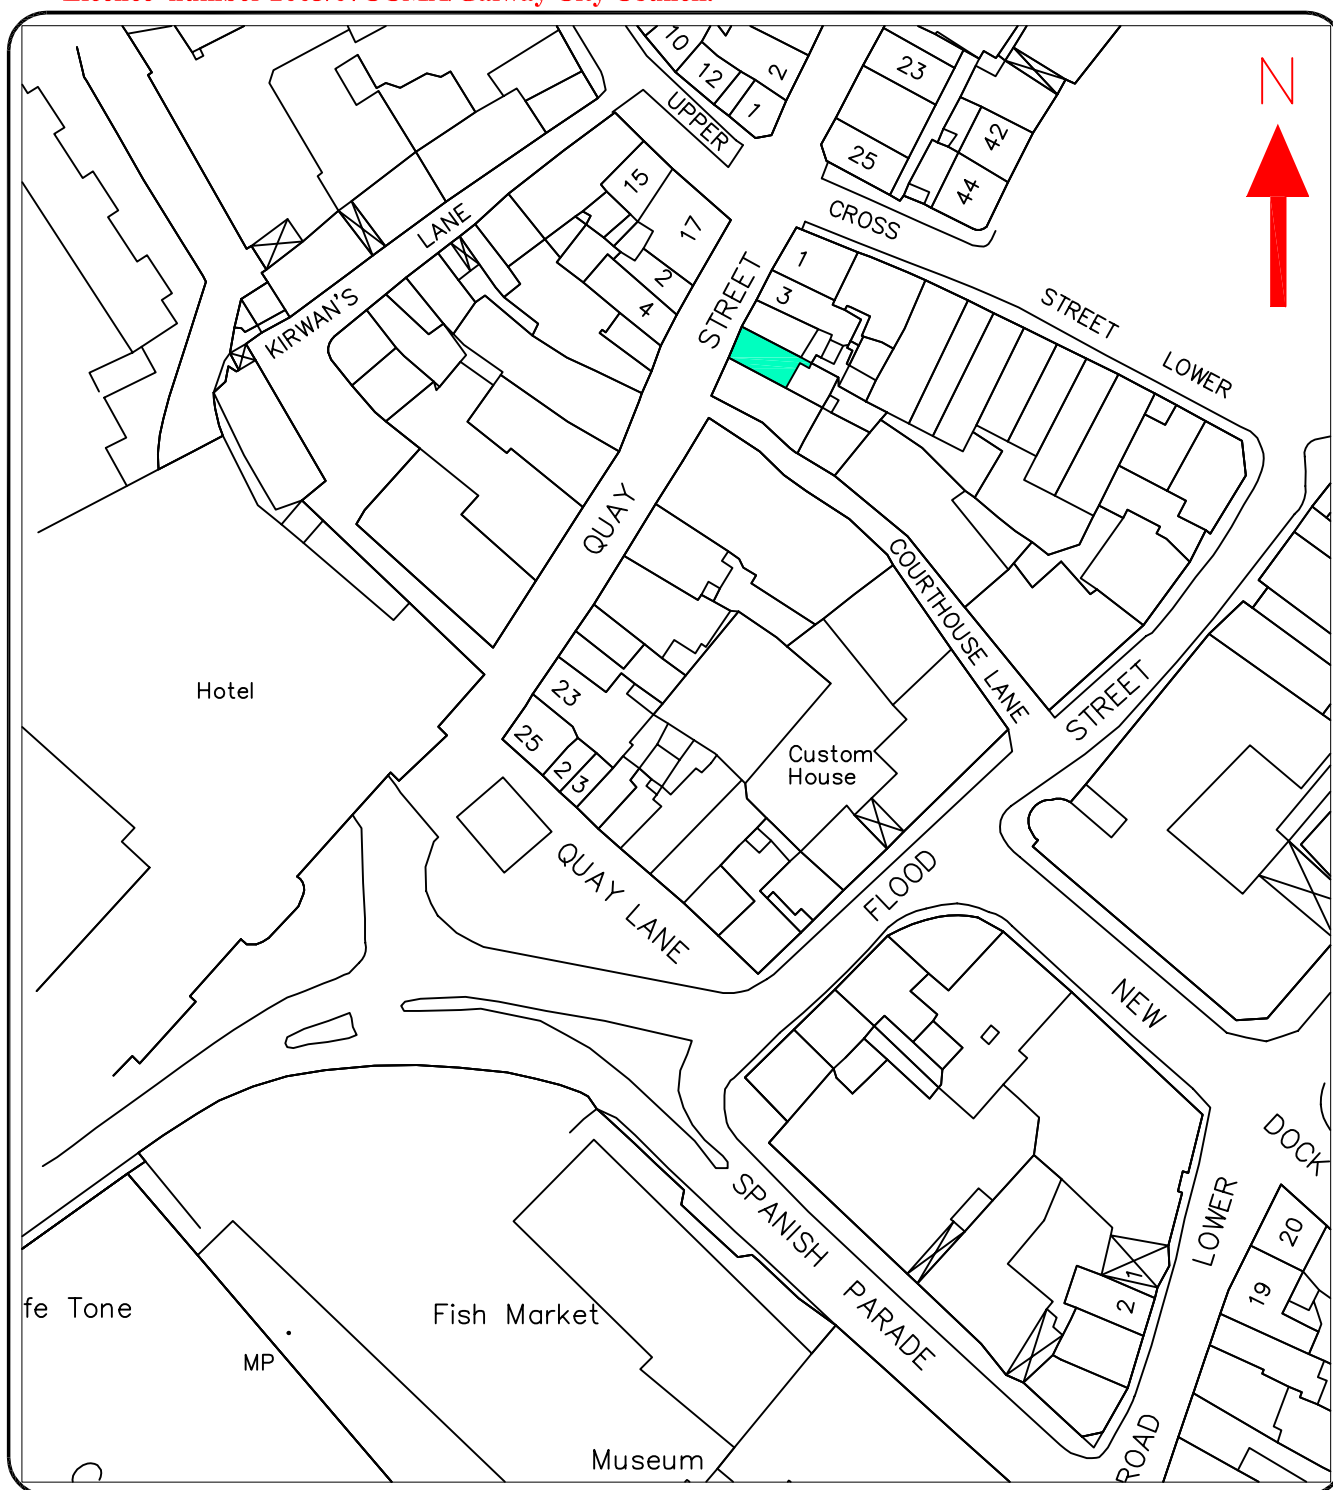 10
12
2
1
UPPER
23
42
25
44
N
15
17
CROSS
LANE
KIRWAN'S
STREET
2
4
1
3
STREET
LOWER
QUAY
COURTHOUSE LANE
Hotel
23
25
2
3
STREET
Custom
House
QUAY LANE
FLOOD
NEW
DOCK
SPANISH PARADE
LOWER
20
19
1
2
fe Tone
Fish Market
MP
Museum
ROAD